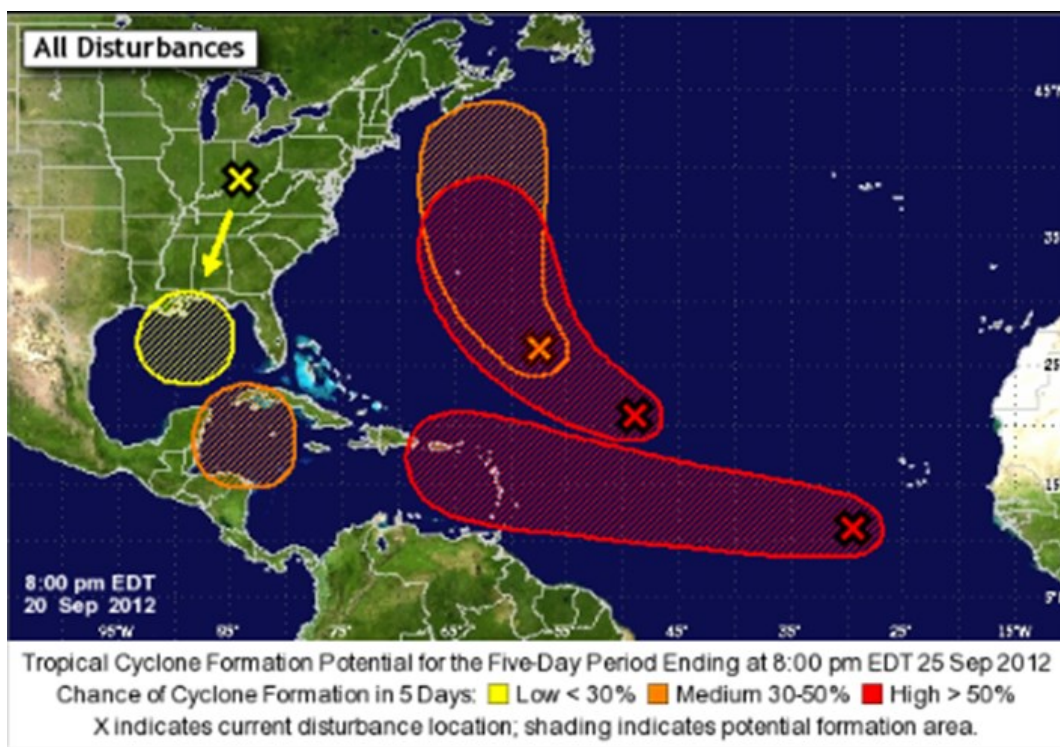 All Disturbances
45°N
35
25
15
5°N
8:00 pm EDT
20 Sep 2012
95°W 85° 75° 65° 55° 45° 35° 25° 15°W
Tropical Cyclone Formation Potential for the Five-Day Period Ending at 8:00 pm EDT 25 Sep 2012
Chance of Cyclone Formation in 5 Days: Low < 30% Medium 30-50% High > 50%
X indicates current disturbance location; shading indicates potential formation area.